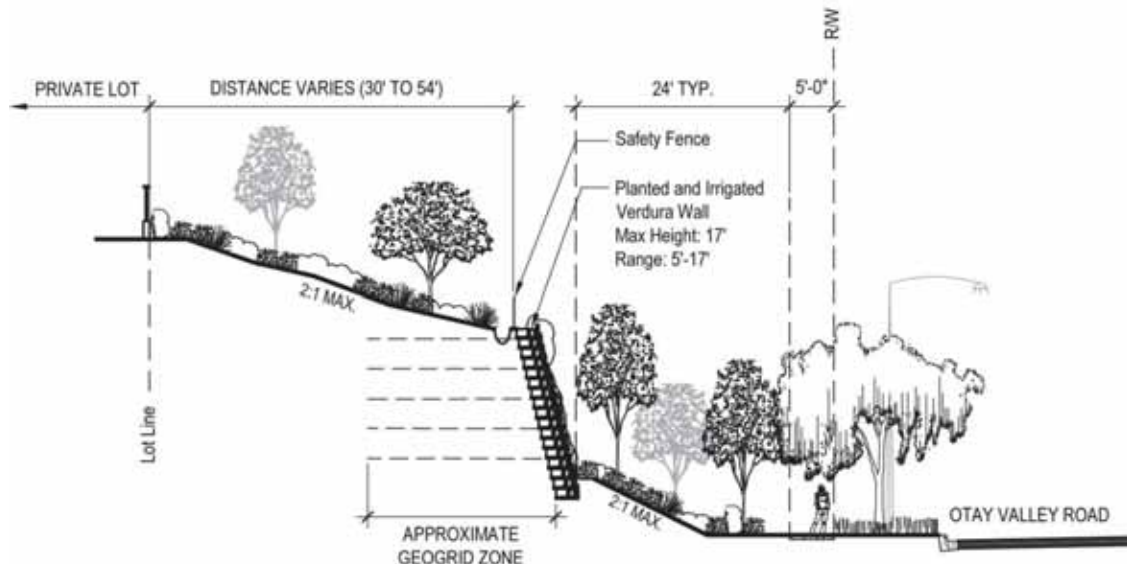 R/W
PRIVATE LOT
DISTANCE VARIES (30' TO 54')
24' TYP.
5'-0"
Safety Fence
Planted and Irrigated
Verdura Wall
Max Height: 17'
Range: 5'-17'
2:1 MAX.
Lot Line
2:1 MAX.
OTAY VALLEY ROAD
APPROXIMATE
GEOGRID ZONE